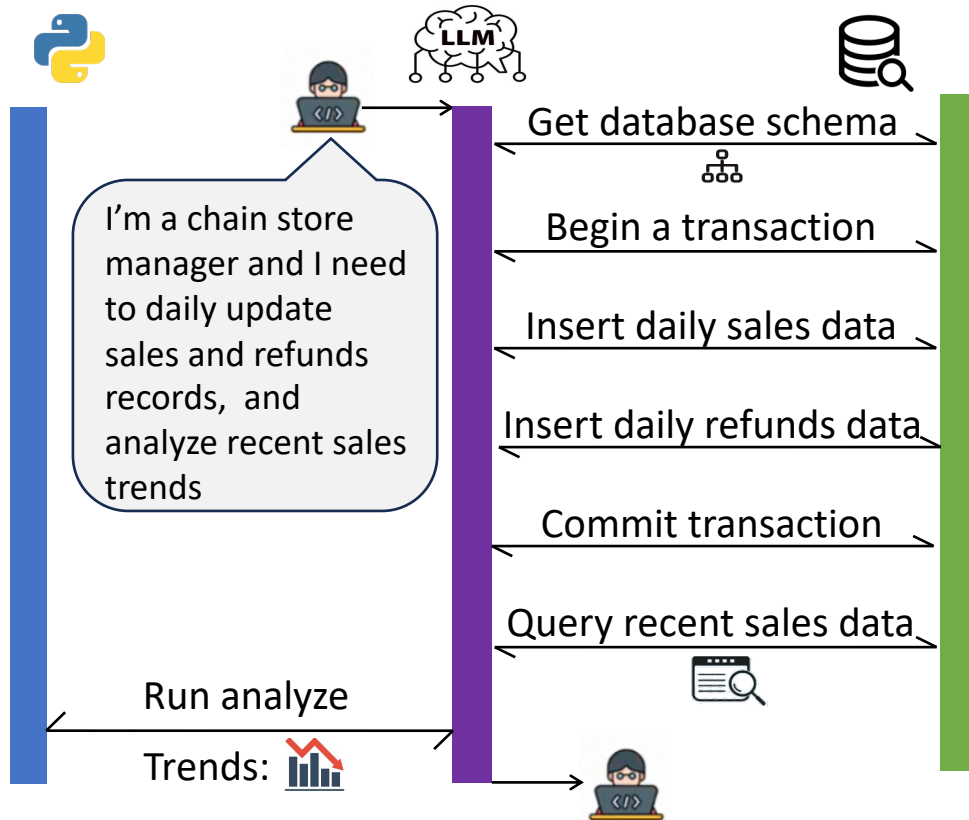 LLM
</>
Get database schema
I'm a chain store
manager and I need
to daily update
sales and refunds
records, and
analyze recent sales
trends
Begin a transaction
Insert daily sales data
Insert daily refunds data
Commit transaction
Query recent sales data
Run analyze
Trends:
</>